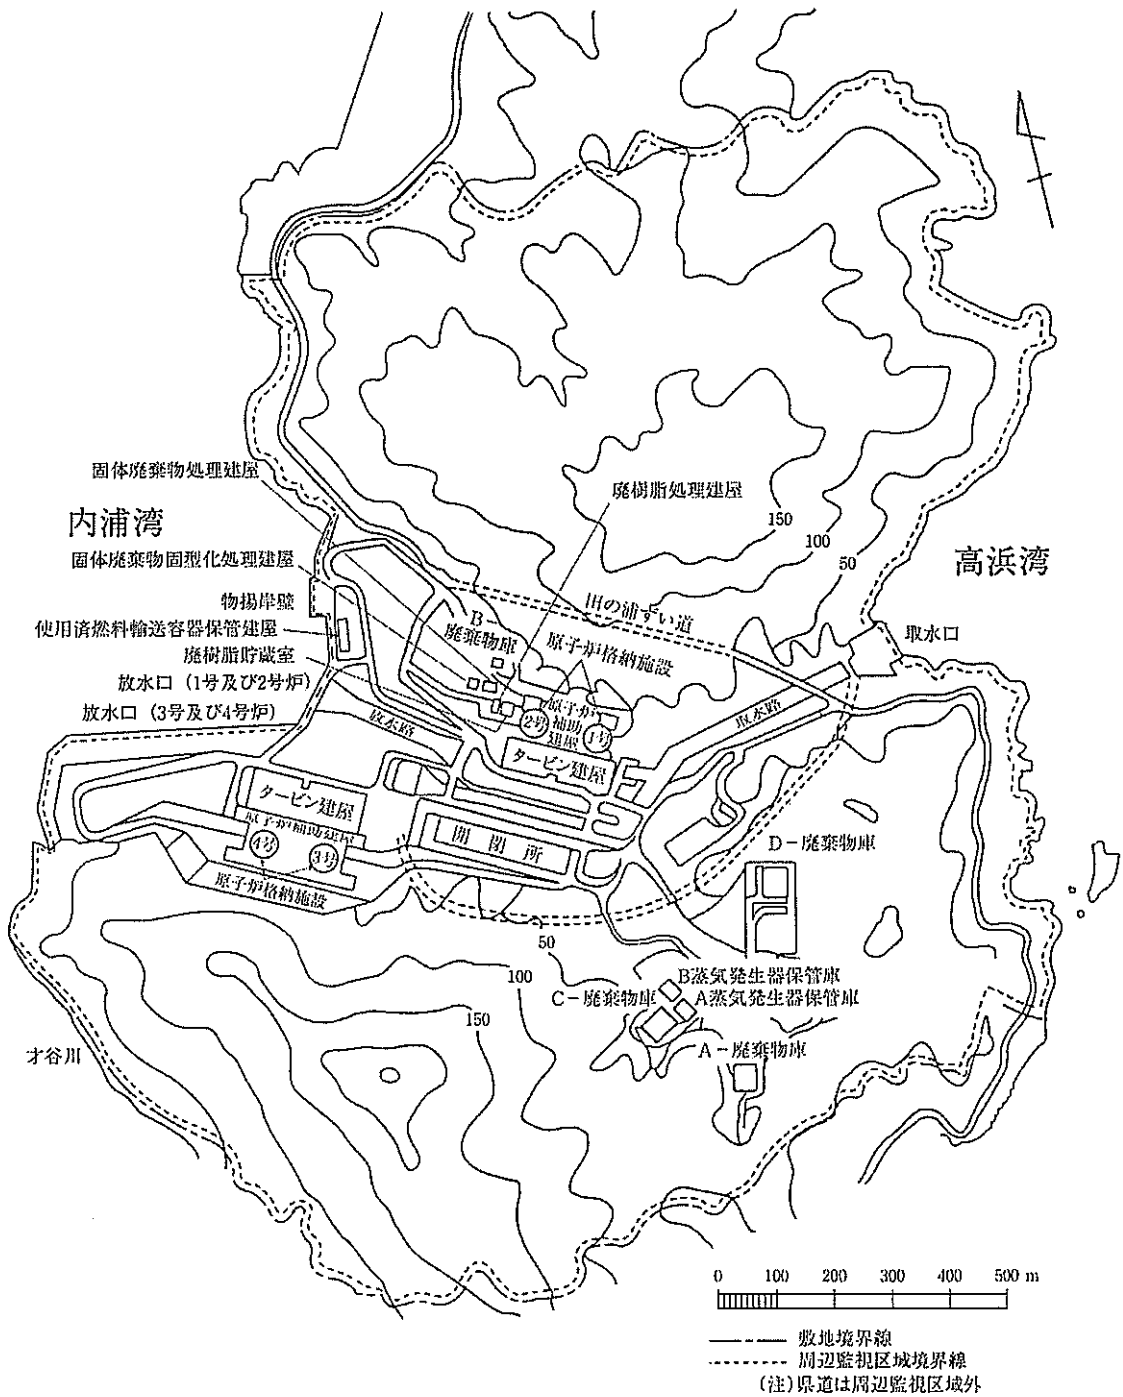 固体廃棄物処理建屋
廃樹脂処理建屋
内浦湾
150
100
50
固体廃棄物固型化処理建屋
高浜湾
物揚岸壁
田の浦ずい道
B-
廃棄物庫
原子炉格納施設
取水口
使用済燃料輸送容器保管建屋
廃樹脂貯蔵室
放水口 (1号及び2号炉)
放水口 (3号及び4号炉)
放水路
2号
原子炉
補助
建屋
1号
取水路
タービン建屋
タービン建屋
原子炉補助建屋
4号
3号
開閉所
D-廃棄物庫
原子炉格納施設
50
100
150
B蒸気発生器保管庫
C-廃棄物庫
A蒸気発生器保管庫
A-廃棄物庫
才谷川
0 100 200 300 400 500 m
敷地境界線
周辺監視区域境界線
(注)県道は周辺監視区域外